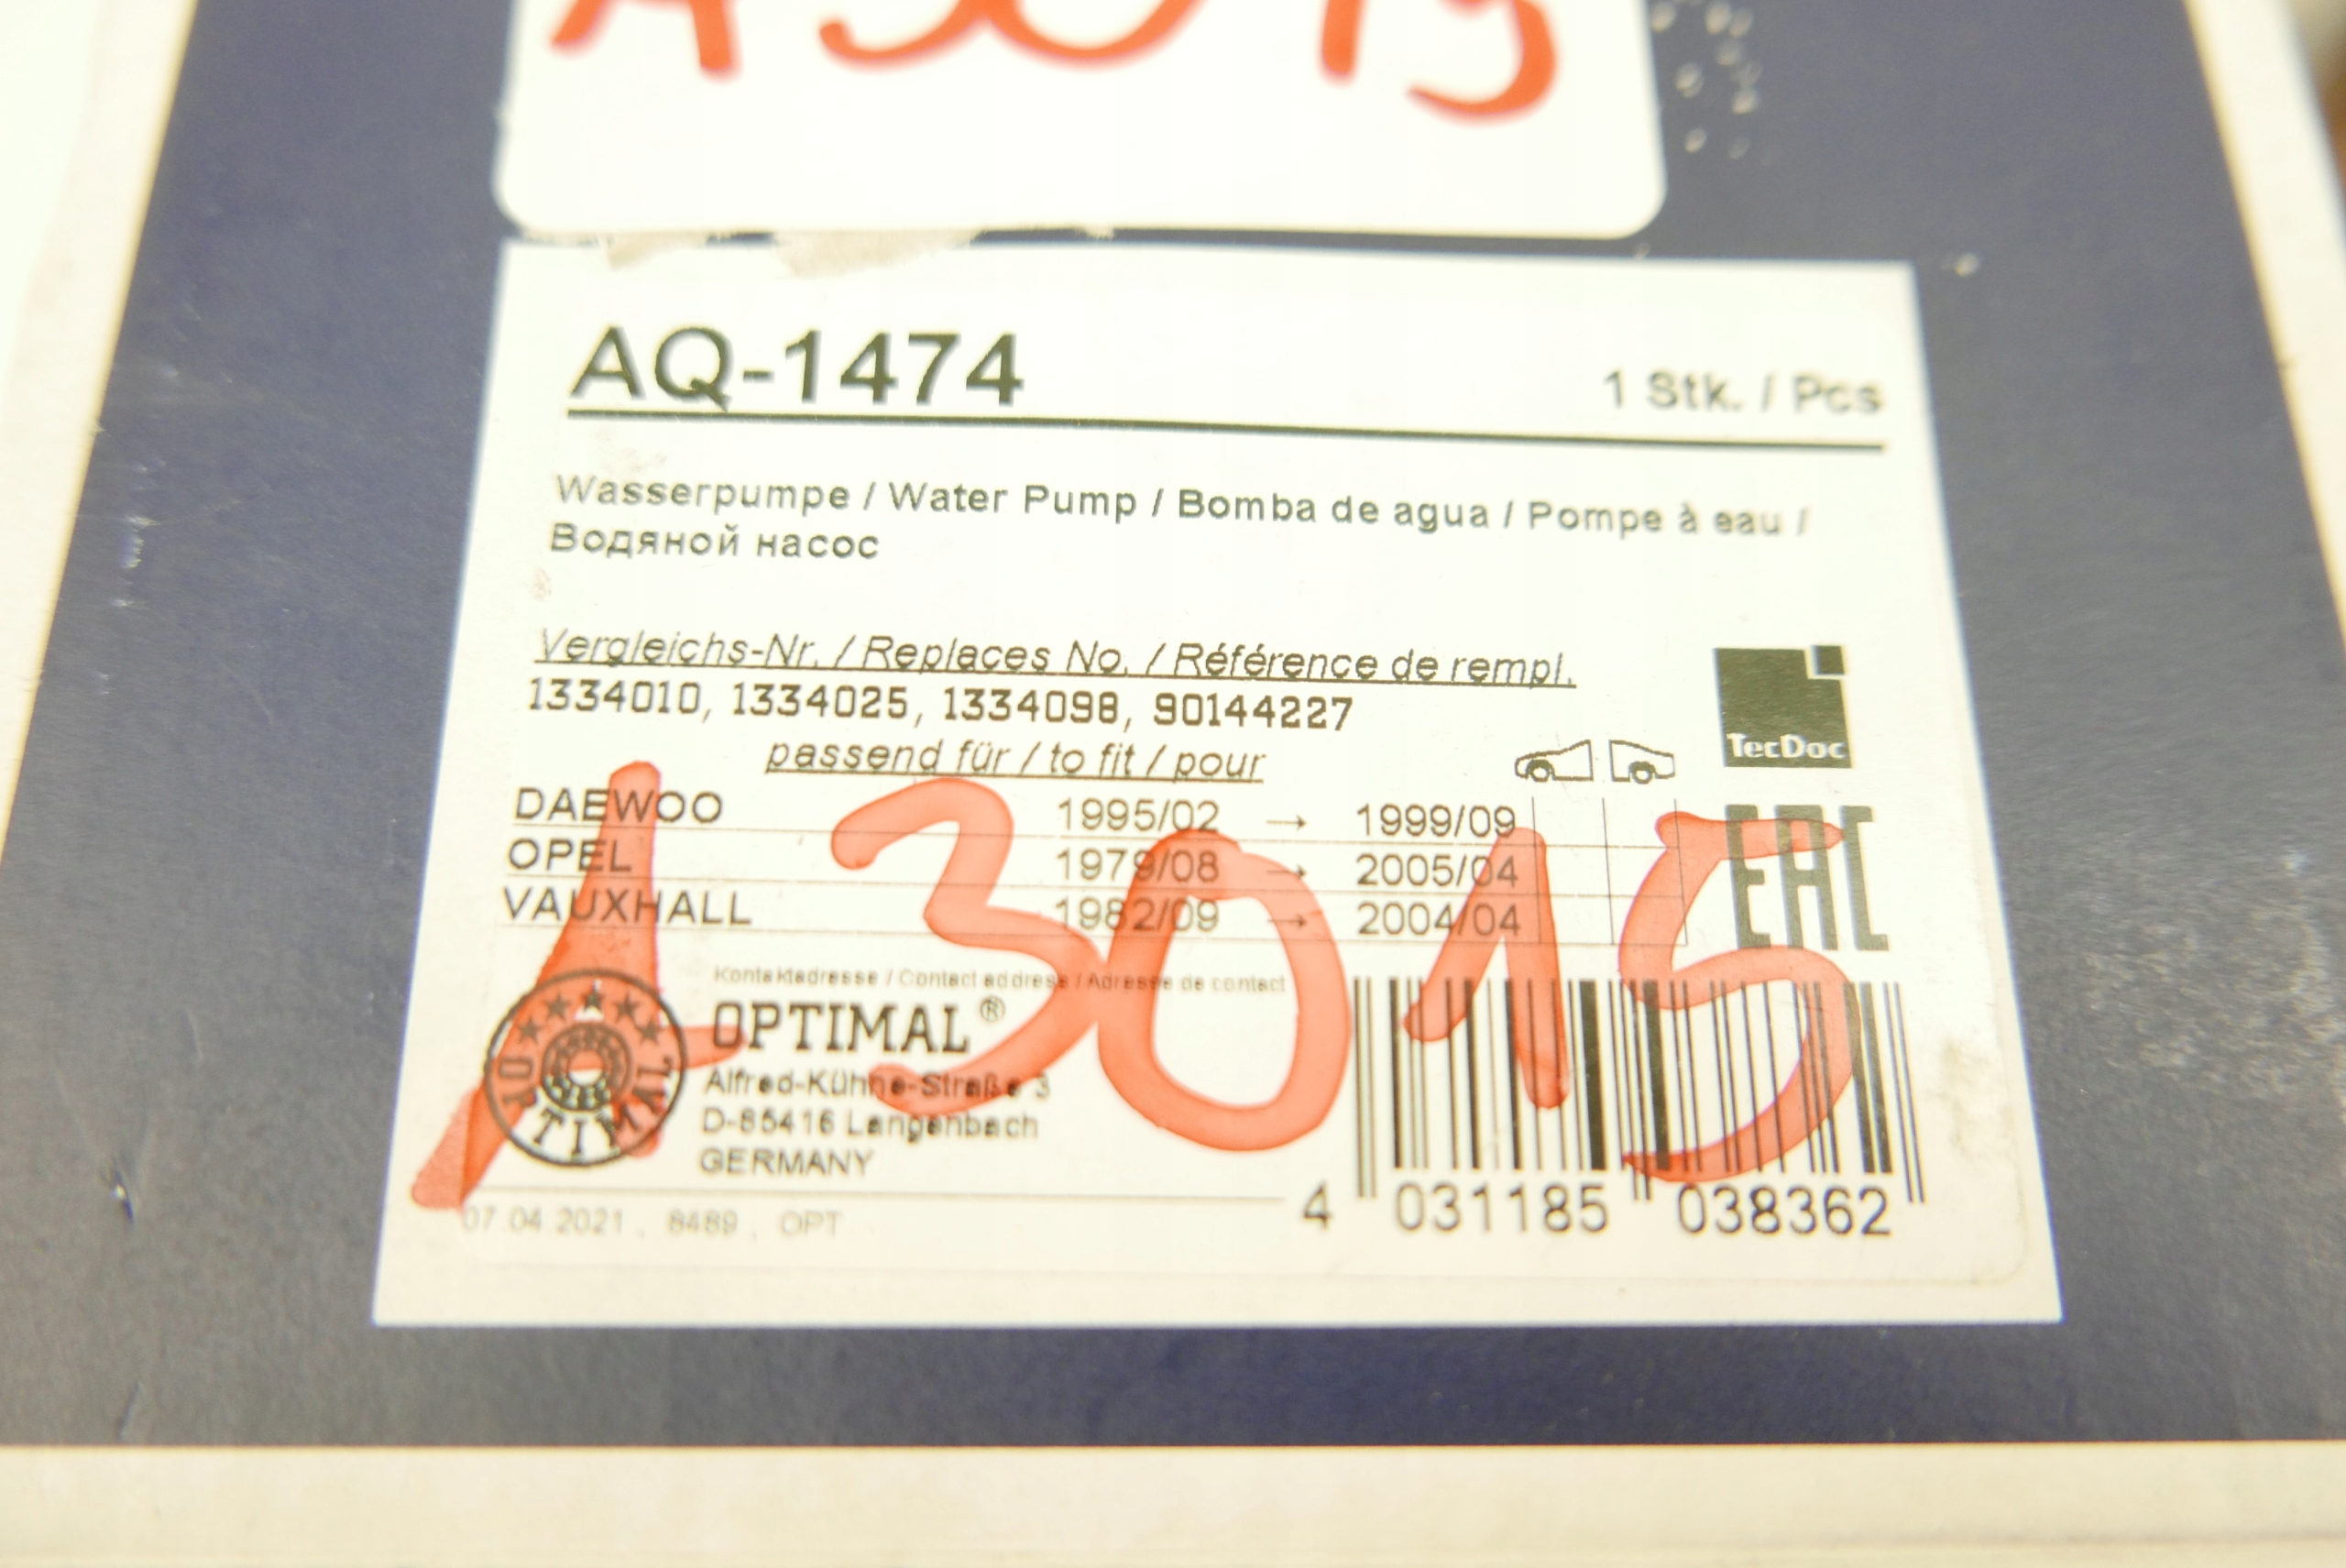 A3015
AQ-1474
1 Stk. / Pcs
Wasserpumpe / Water Pump / Bomba de agua / Pompe à eau /
Водяной насос
Vergleichs-Nr. / Replaces No. / Référence de rempl.
1334010, 1334025, 1334098, 90144227
passend für / to fit / pour
TecDoc
DAEWOO 1995/02 → 1999/09
OPEL 1979/08 → 2005/04
VAUXHALL 1982/09 → 2004/04
EAC
A3015
Kontaktadresse / Contact address / Adresse de contact
OPTIMAL®
OPTIMAL
Alfred-Kühne-Straße 3
D-85416 Langenbach
GERMANY
4 031185 038362
07.04.2021 , 8489 , OPT